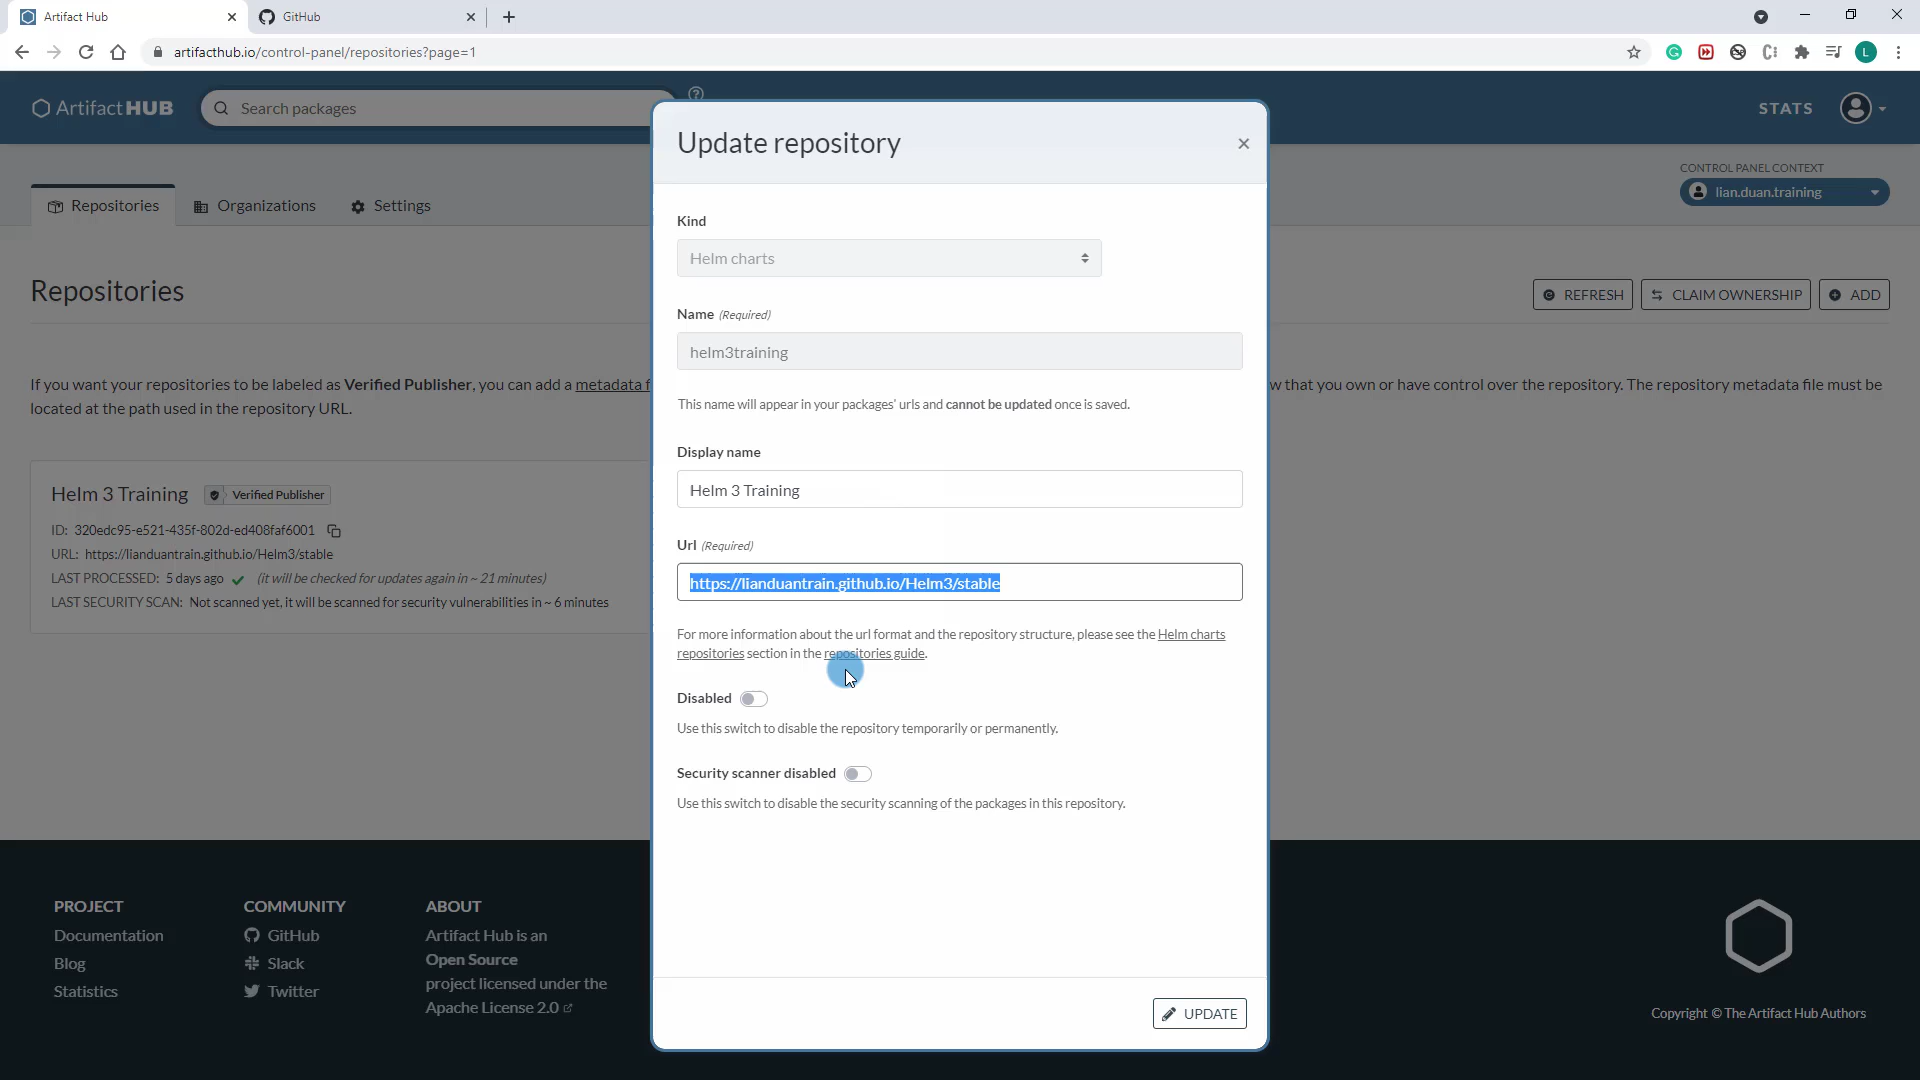 Artifact Hub
GitHub
artifacthub.io/control-panel/repositories?page=1
L
ArtifactHUB
Search packages
STATS
CONTROL PANEL CONTEXT
lian.duan.training
Repositories
Organizations
Settings
Repositories
REFRESH
CLAIM OWNERSHIP
ADD
If you want your repositories to be labeled as Verified Publisher, you can add a metadata f
w that you own or have control over the repository. The repository metadata file must be
located at the path used in the repository URL.
Helm 3 Training
Verified Publisher
ID: 320edc95-e521-435f-802d-ed408faf6001
URL: https://lianduantrain.github.io/Helm3/stable
LAST PROCESSED: 5 days ago (it will be checked for updates again in ~ 21 minutes)
LAST SECURITY SCAN: Not scanned yet, it will be scanned for security vulnerabilities in ~ 6 minutes
Update repository
Kind
Helm charts
Name (Required)
helm3training
This name will appear in your packages' urls and cannot be updated once is saved.
Display name
Helm 3 Training
Url (Required)
https://lianduantrain.github.io/Helm3/stable
For more information about the url format and the repository structure, please see the Helm charts
repositories section in the repositories guide.
Disabled
Use this switch to disable the repository temporarily or permanently.
Security scanner disabled
Use this switch to disable the security scanning of the packages in this repository.
UPDATE
PROJECT
Documentation
Blog
Statistics
COMMUNITY
GitHub
Slack
Twitter
ABOUT
Artifact Hub is an
Open Source
project licensed under the
Apache License 2.0
Copyright © The Artifact Hub Authors